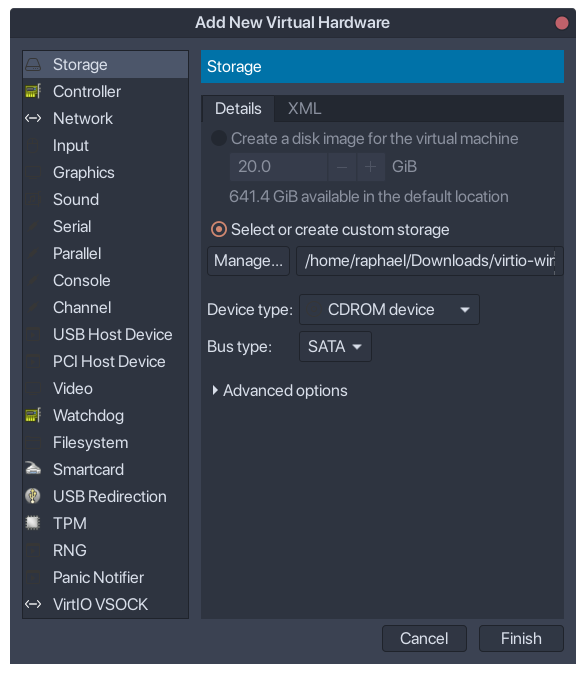 Add New Virtual Hardware
Storage
Controller
Network
Input
Graphics
Sound
Serial
Parallel
Console
Channel
USB Host Device
PCI Host Device
Video
Watchdog
Filesystem
Smartcard
USB Redirection
TPM
RNG
Panic Notifier
VirtIO VSOCK
Storage
Details XML
Create a disk image for the virtual machine
20.0 − + GiB
641.4 GiB available in the default location
Select or create custom storage
Manage... /home/raphael/Downloads/virtio-win
Device type: CDROM device
Bus type: SATA
Advanced options
Cancel Finish